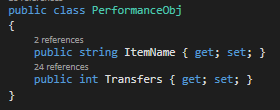 public class PerformanceObj
{
2 references
public string ItemName { get; set; }
24 references
public int Transfers { get; set; }
}